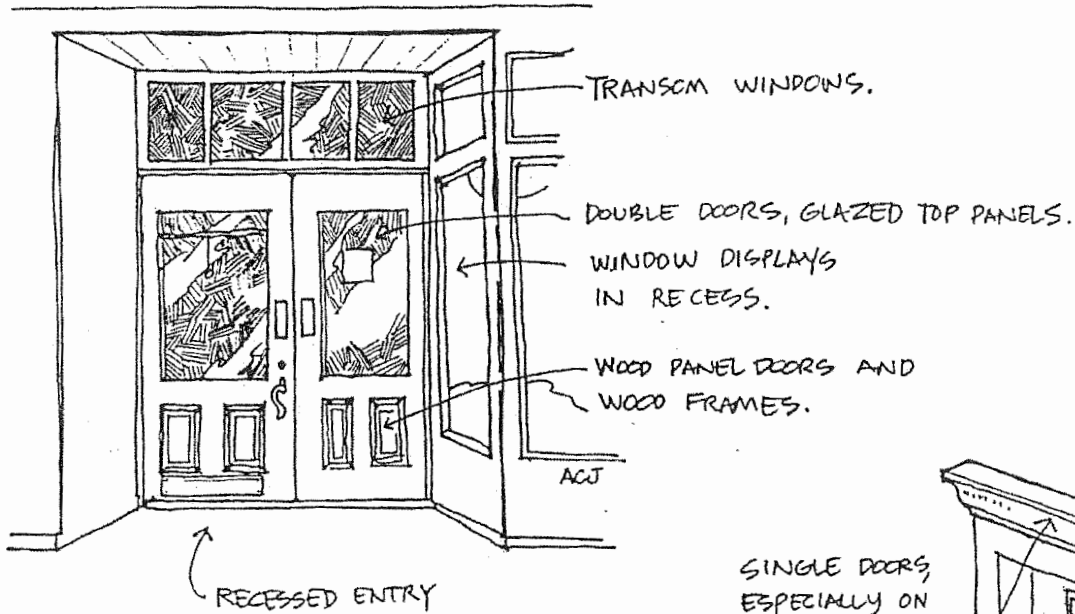 TRANSOM WINDOWS.
DOUBLE DOORS, GLAZED TOP PANELS.
WINDOW DISPLAYS
IN RECESS.
WOOD PANEL DOORS AND
WOOD FRAMES.
ACJ
RECESSED ENTRY
SINGLE DOORS,
ESPECIALLY ON